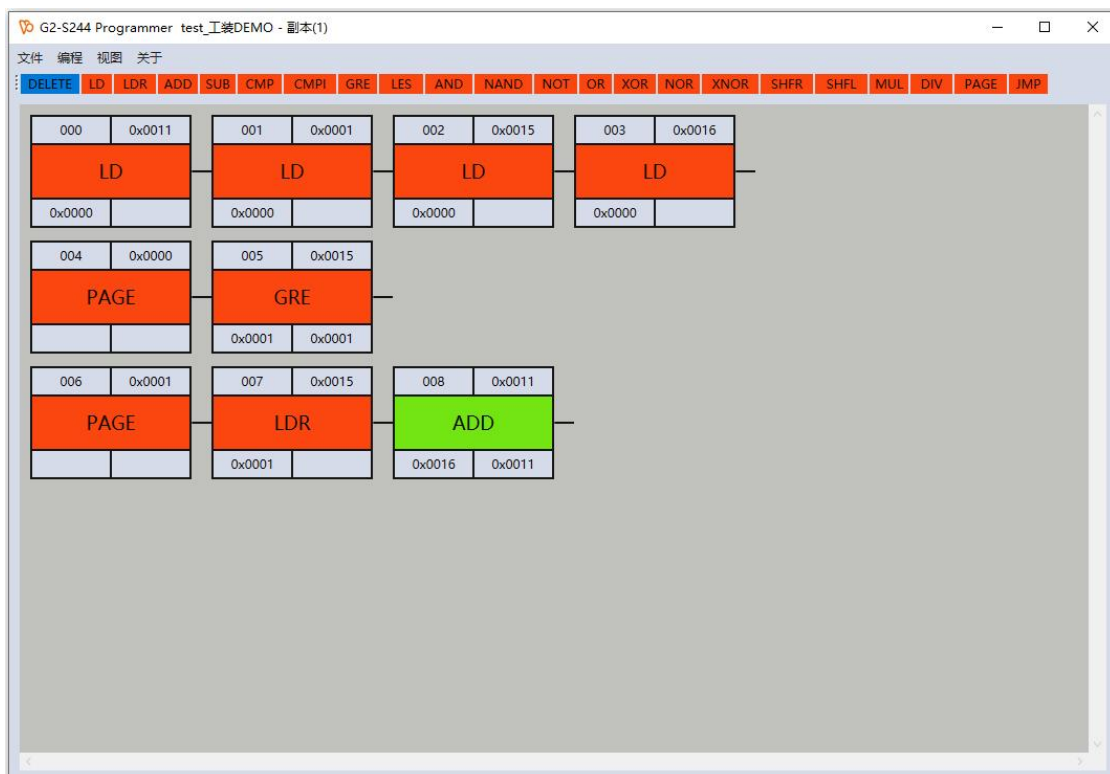 G2-S244 Programmer test_工装DEMO - 副本(1)
文件 编程 视图 关于
DELETE LD LDR ADD SUB CMP CMPI GRE LES AND NAND NOT OR XOR NOR XNOR SHFR SHFL MUL DIV PAGE JMP
000 0x0011 001 0x0001 002 0x0015 003 0x0016
LD LD LD LD
0x0000 0x0000 0x0000 0x0000
004 0x0000 005 0x0015
PAGE GRE
0x0001 0x0001
006 0x0001 007 0x0015 008 0x0011
PAGE LDR ADD
0x0001 0x0016 0x0011